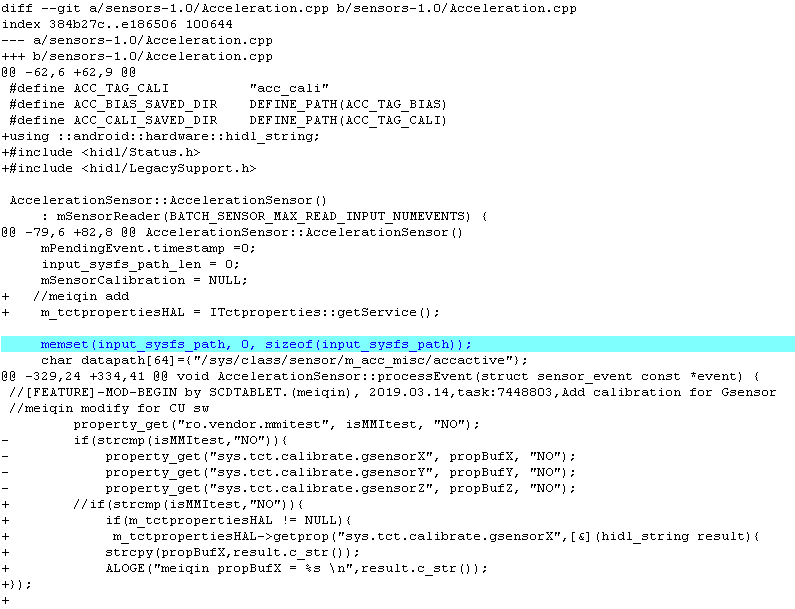 diff --git a/sensors-1.0/Acceleration.cpp b/sensors-1.0/Acceleration.cpp
index 384b27c..e186506 100644
--- a/sensors-1.0/Acceleration.cpp
+++ b/sensors-1.0/Acceleration.cpp
@@ -62,6 +62,9 @@
 #define ACC_TAG_CALI          "acc_cali"
 #define ACC_BIAS_SAVED_DIR    DEFINE_PATH(ACC_TAG_BIAS)
 #define ACC_CALI_SAVED_DIR    DEFINE_PATH(ACC_TAG_CALI)
+using ::android::hardware::hidl_string;
+#include <hidl/Status.h>
+#include <hidl/LegacySupport.h>
 AccelerationSensor::AccelerationSensor()
     : mSensorReader(BATCH_SENSOR_MAX_READ_INPUT_NUMEVENTS) {
@@ -79,6 +82,8 @@ AccelerationSensor::AccelerationSensor()
     mPendingEvent.timestamp =0;
     input_sysfs_path_len = 0;
     mSensorCalibration = NULL;
+   //meiqin add
+    m_tctpropertiesHAL = ITctproperties::getService();
     memset(input_sysfs_path, 0, sizeof(input_sysfs_path));
     char datapath[64]={"/sys/class/sensor/m_acc_misc/accactive"};
@@ -329,24 +334,41 @@ void AccelerationSensor::processEvent(struct sensor_event const *event) {
 //[FEATURE]-MOD-BEGIN by SCDTABLET.(meiqin), 2019.03.14,task:7448803,Add calibration for Gsensor
 //meiqin modify for CU sw
         property_get("ro.vendor.mmitest", isMMItest, "NO");
-        if(strcmp(isMMItest,"NO")){
-            property_get("sys.tct.calibrate.gsensorX", propBufX, "NO");
-            property_get("sys.tct.calibrate.gsensorY", propBufY, "NO");
-            property_get("sys.tct.calibrate.gsensorZ", propBufZ, "NO");
+        //if(strcmp(isMMItest,"NO")){
+            if(m_tctpropertiesHAL != NULL){
+             m_tctpropertiesHAL->getprop("sys.tct.calibrate.gsensorX",[&](hidl_string result){
+            strcpy(propBufX,result.c_str());
+            ALOGE("meiqin propBufX = %s \n",result.c_str());
+});
+